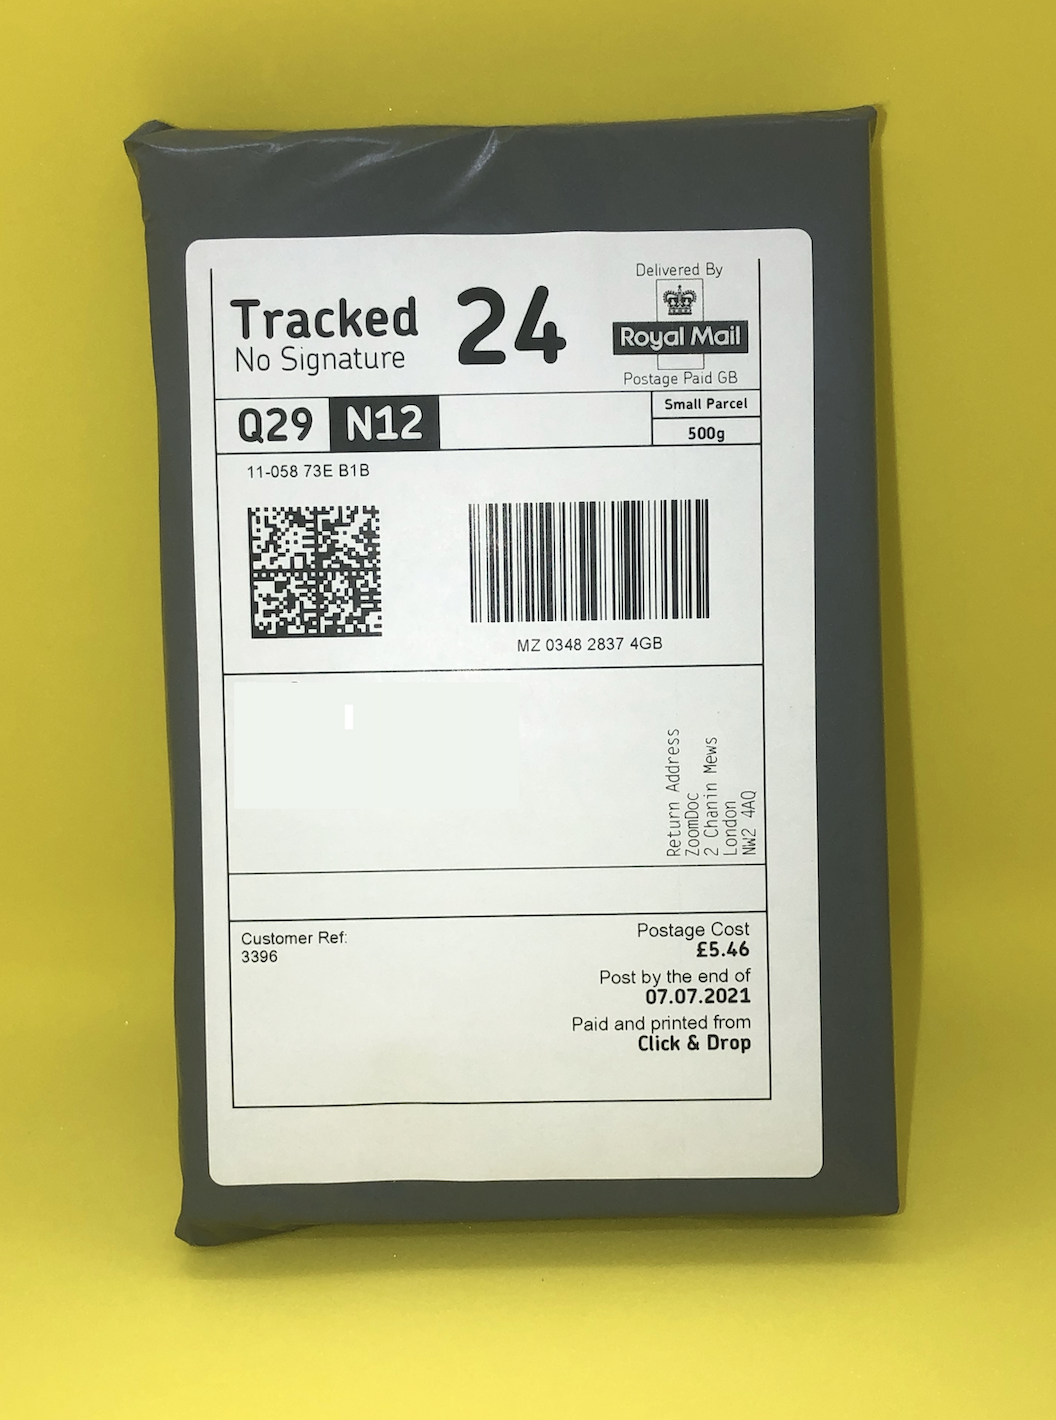 Delivered By
Tracked 24
No Signature
Royal Mail
Postage Paid GB
Q29 N12
Small Parcel
500g
11-058 73E B1B
MZ 0348 2837 4GB
Return Address
ZoomDoc
2 Chanin Mews
London
NW2 4AQ
Customer Ref:
3396
Postage Cost
£5.46
Post by the end of
07.07.2021
Paid and printed from
Click & Drop